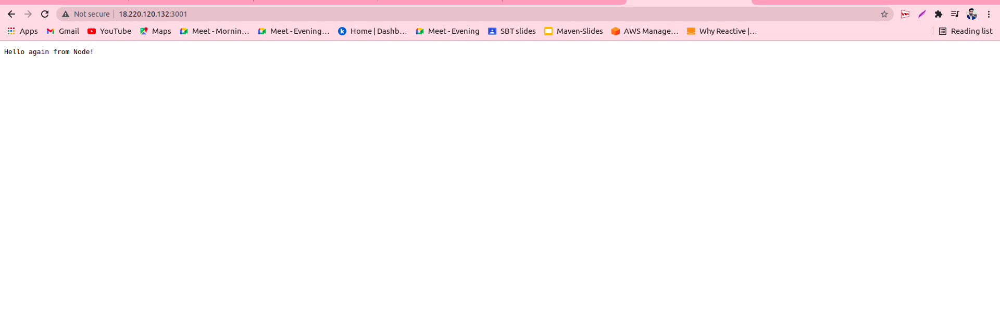 Not secure 18.220.120.132:3001
Apps Gmail YouTube Maps Meet - Mornin… Meet - Evening… Home | Dashb… Meet - Evening SBT slides Maven-Slides AWS Manage… Why Reactive |… Reading list
Hello again from Node!